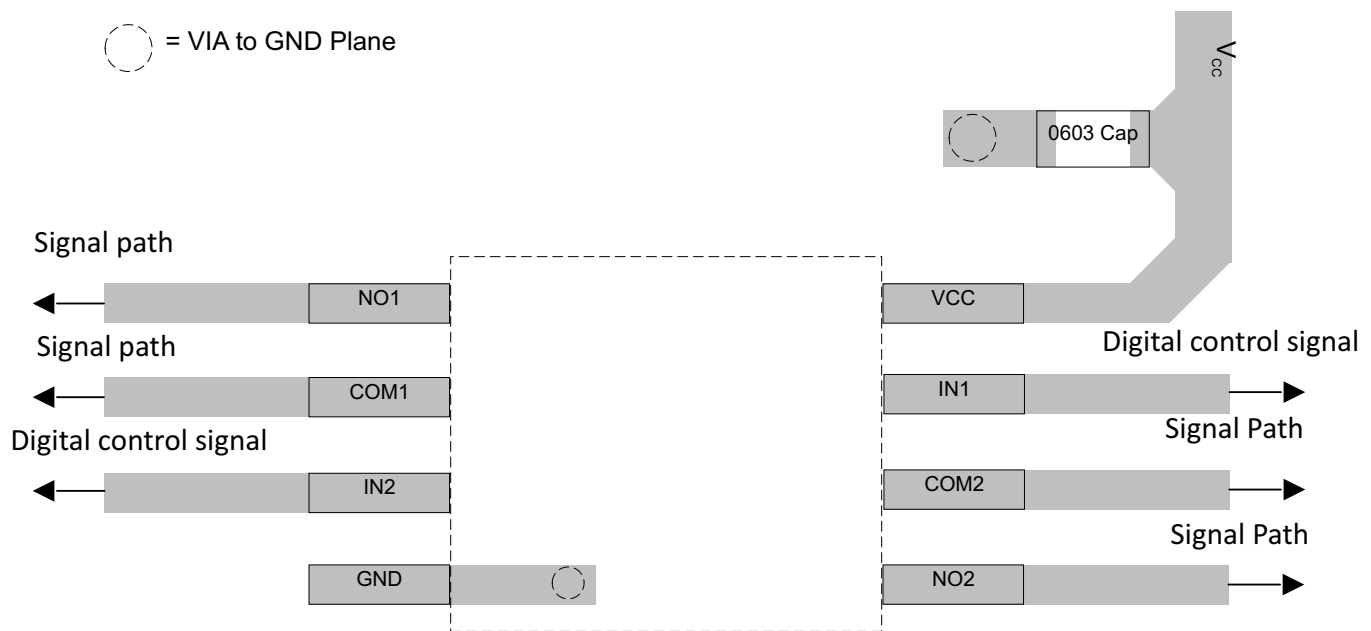 = VIA to GND Plane
VCC
0603 Cap
Signal path
NO1
VCC
Signal path
Digital control signal
COM1
IN1
Digital control signal
Signal Path
IN2
COM2
Signal Path
GND
NO2